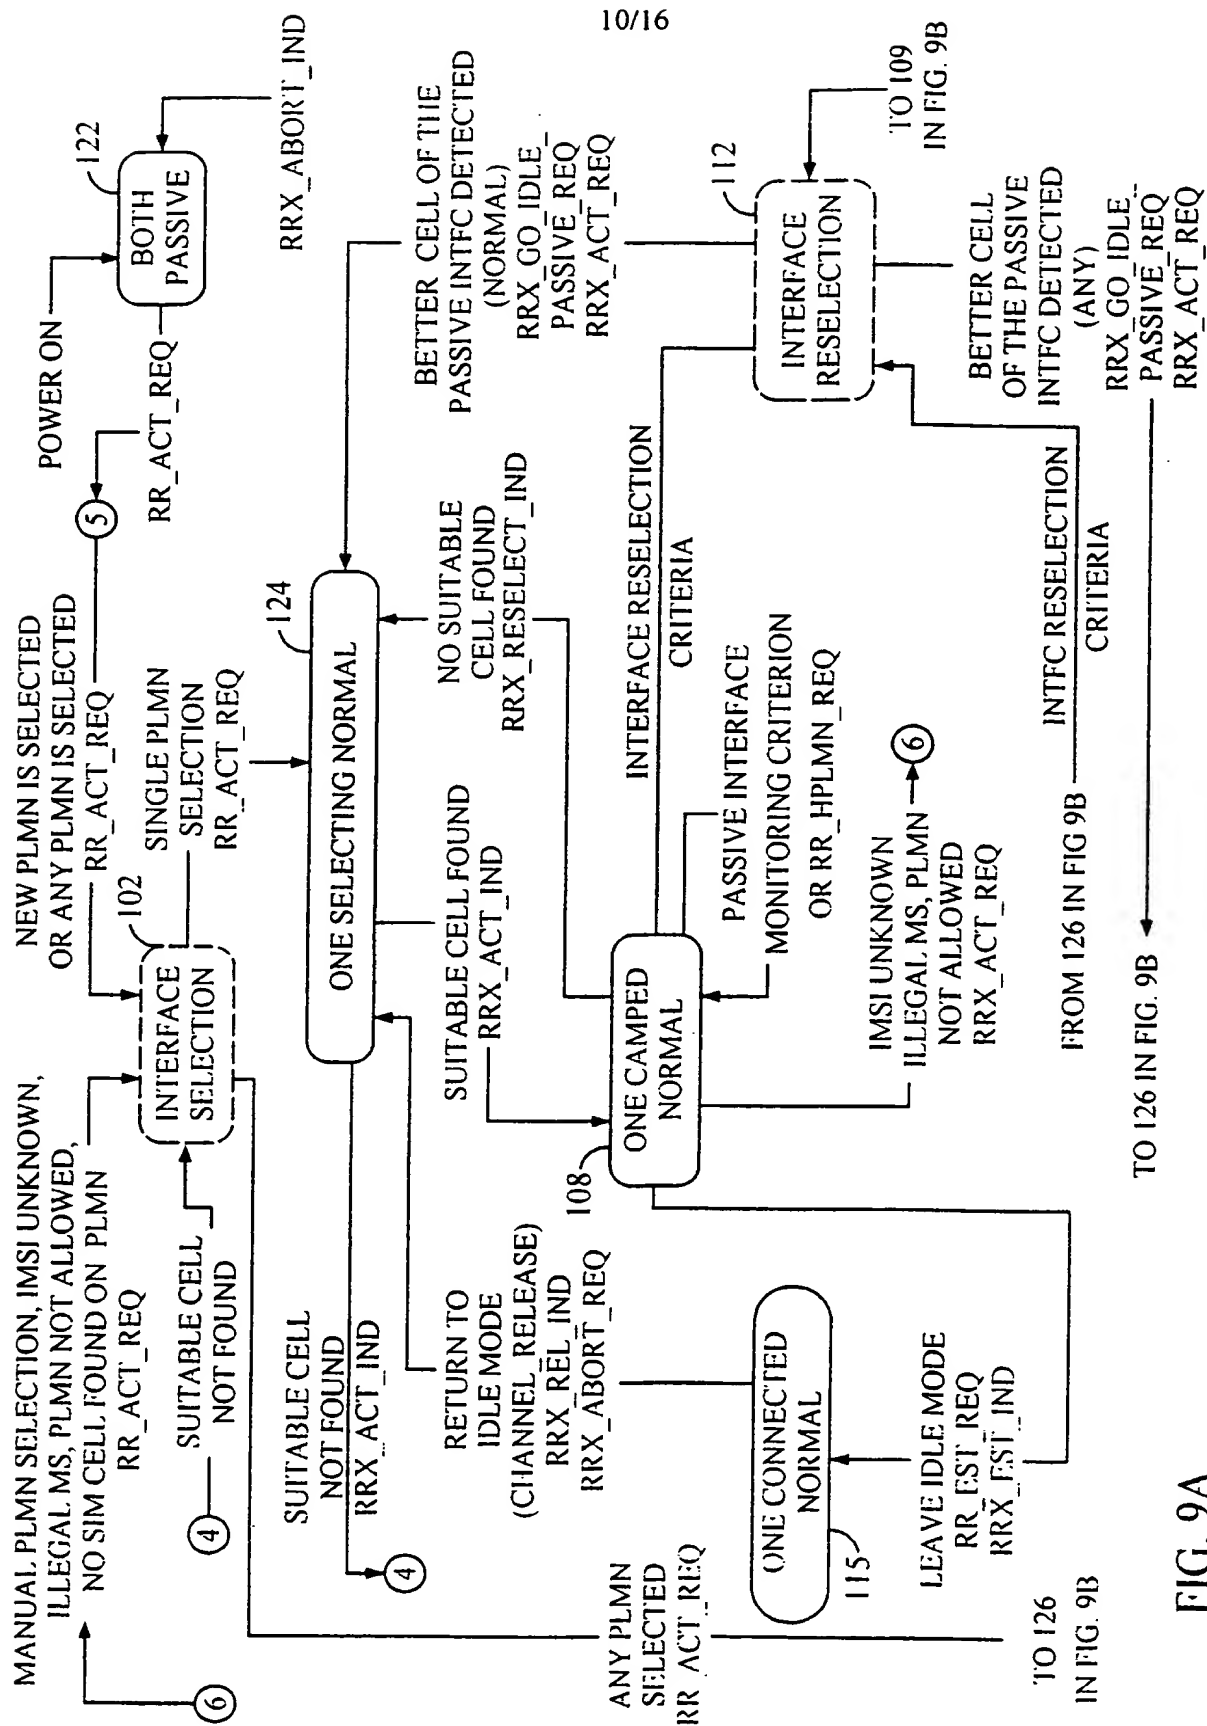 10/16
MANUAL PLMN SELECTION, IMSI UNKNOWN,
ILLEGAL MS, PLMN NOT ALLOWED,
NO SIM CELL FOUND ON PLMN
RR_ACT_REQ
6
4
SUITABLE CELL
NOT FOUND
102
INTERFACE
SELECTION
NEW PLMN IS SELECTED
OR ANY PLMN IS SELECTED
RR_ACT_REQ
5
POWER ON
RR_ACT_REQ
122
BOTH
PASSIVE
RRX_ABORT_IND
SINGLE PLMN
SELECTION
RR_ACT_REQ
124
ONE SELECTING NORMAL
SUITABLE CELL
NOT FOUND
RRX_ACT_IND
4
RETURN TO
IDLE MODE
(CHANNEL RELEASE)
RRX_REL_IND
RRX_ABORT_REQ
SUITABLE CELL FOUND
RRX_ACT_IND
NO SUITABLE
CELL FOUND
RRX_RESELECT_IND
BETTER CELL OF THE
PASSIVE INTFC DETECTED
(NORMAL)
RRX_GO_IDLE_
PASSIVE_REQ
RRX_ACT_REQ
108
ONE CAMPED
NORMAL
INTERFACE RESELECTION
CRITERIA
PASSIVE INTERFACE
MONITORING CRITERION
OR RR_HPLMN_REQ
112
INTERFACE
RESELECTION
TO 109
IN FIG. 9B
ANY PLMN
SELECTED
RR_ACT_REQ
ONE CONNECTED
NORMAL
115
LEAVE IDLE MODE
RR_EST_REQ
RRX_EST_IND
IMSI UNKNOWN
ILLEGAL MS, PLMN
NOT ALLOWED
RRX_ACT_REQ
6
BETTER CELL
OF THE PASSIVE
INTFC DETECTED
(ANY)
RRX_GO_IDLE_
PASSIVE_REQ
RRX_ACT_REQ
TO 126
IN FIG. 9B
FROM 126 IN FIG 9B
INTFC RESELECTION
CRITERIA
TO 126 IN FIG. 9B
FIG. 9A